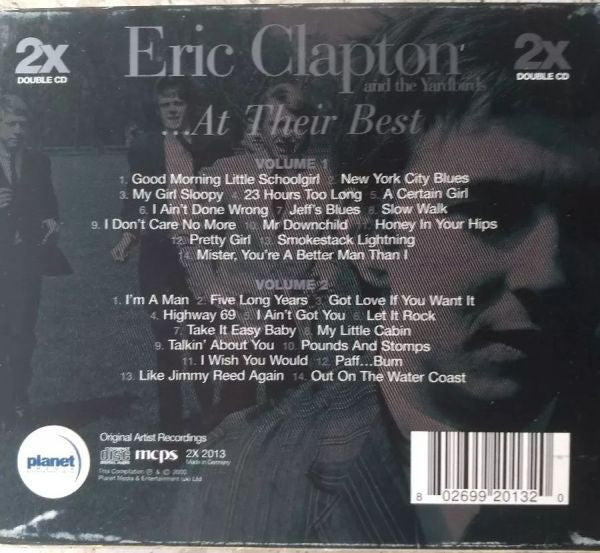 2x
DOUBLE CD
Eric Clapton
and the Yardbirds
2x
DOUBLE CD
...At Their Best
VOLUME 1
1. Good Morning Little Schoolgirl 2. New York City Blues
3. My Girl Sloopy 4. 23 Hours Too Long 5. A Certain Girl
6. I Ain't Done Wrong 7. Jeff's Blues 8. Slow Walk
9. I Don't Care No More 10. Mr Downchild 11. Honey In Your Hips
12. Pretty Girl 13. Smokestack Lightning
14. Mister, You're A Better Man Than I
VOLUME 2
1. I'm A Man 2. Five Long Years 3. Got Love If You Want It
4. Highway 69 5. I Ain't Got You 6. Let It Rock
7. Take It Easy Baby 8. My Little Cabin
9. Talkin' About You 10. Pounds And Stomps
11. I Wish You Would 12. Paff...Bum
13. Like Jimmy Reed Again 14. Out On The Water Coast
Original Artist Recordings
planet
disc mcps 2X 2013
DIGITAL AUDIO Made in Germany
This Compilation ℗ & © 2000
Planet Media & Entertainment (uk) Ltd
8 02699 20132 0